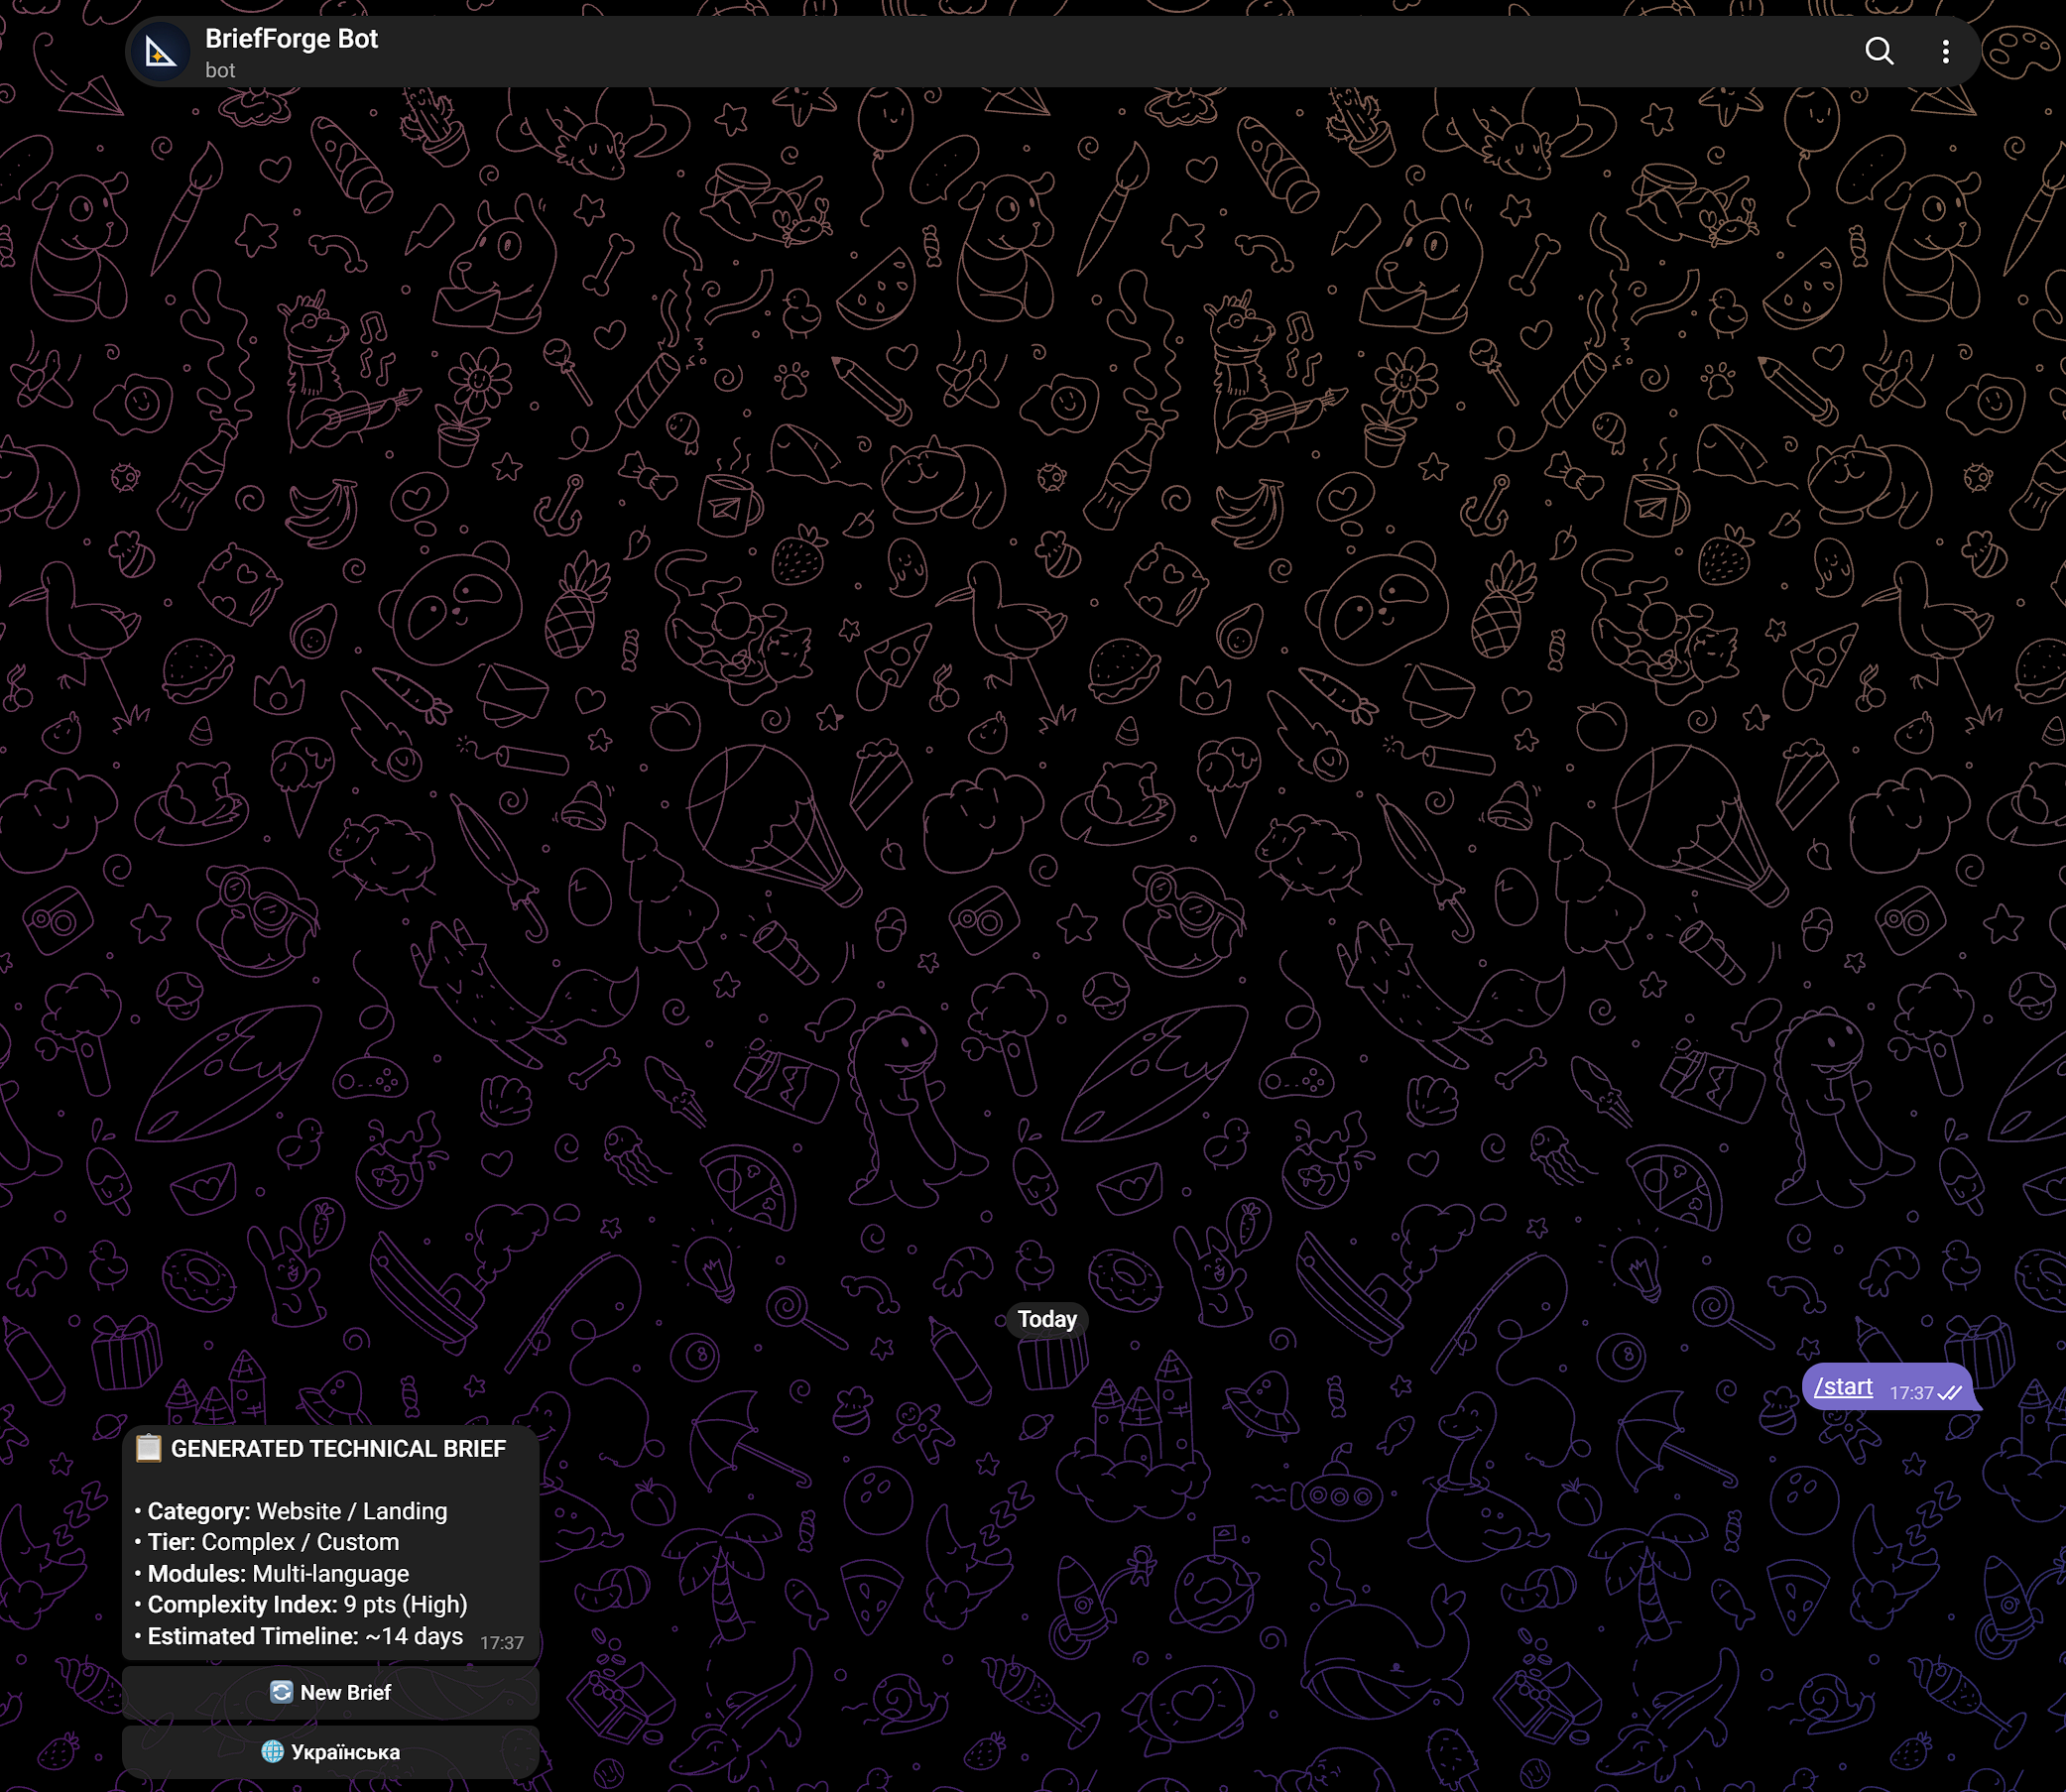 BriefForge Bot
bot
Today
/start 17:37
📋 GENERATED TECHNICAL BRIEF
• Category: Website / Landing
• Tier: Complex / Custom
• Modules: Multi-language
• Complexity Index: 9 pts (High)
• Estimated Timeline: ~14 days 17:37
🔄 New Brief
🌐 Українська